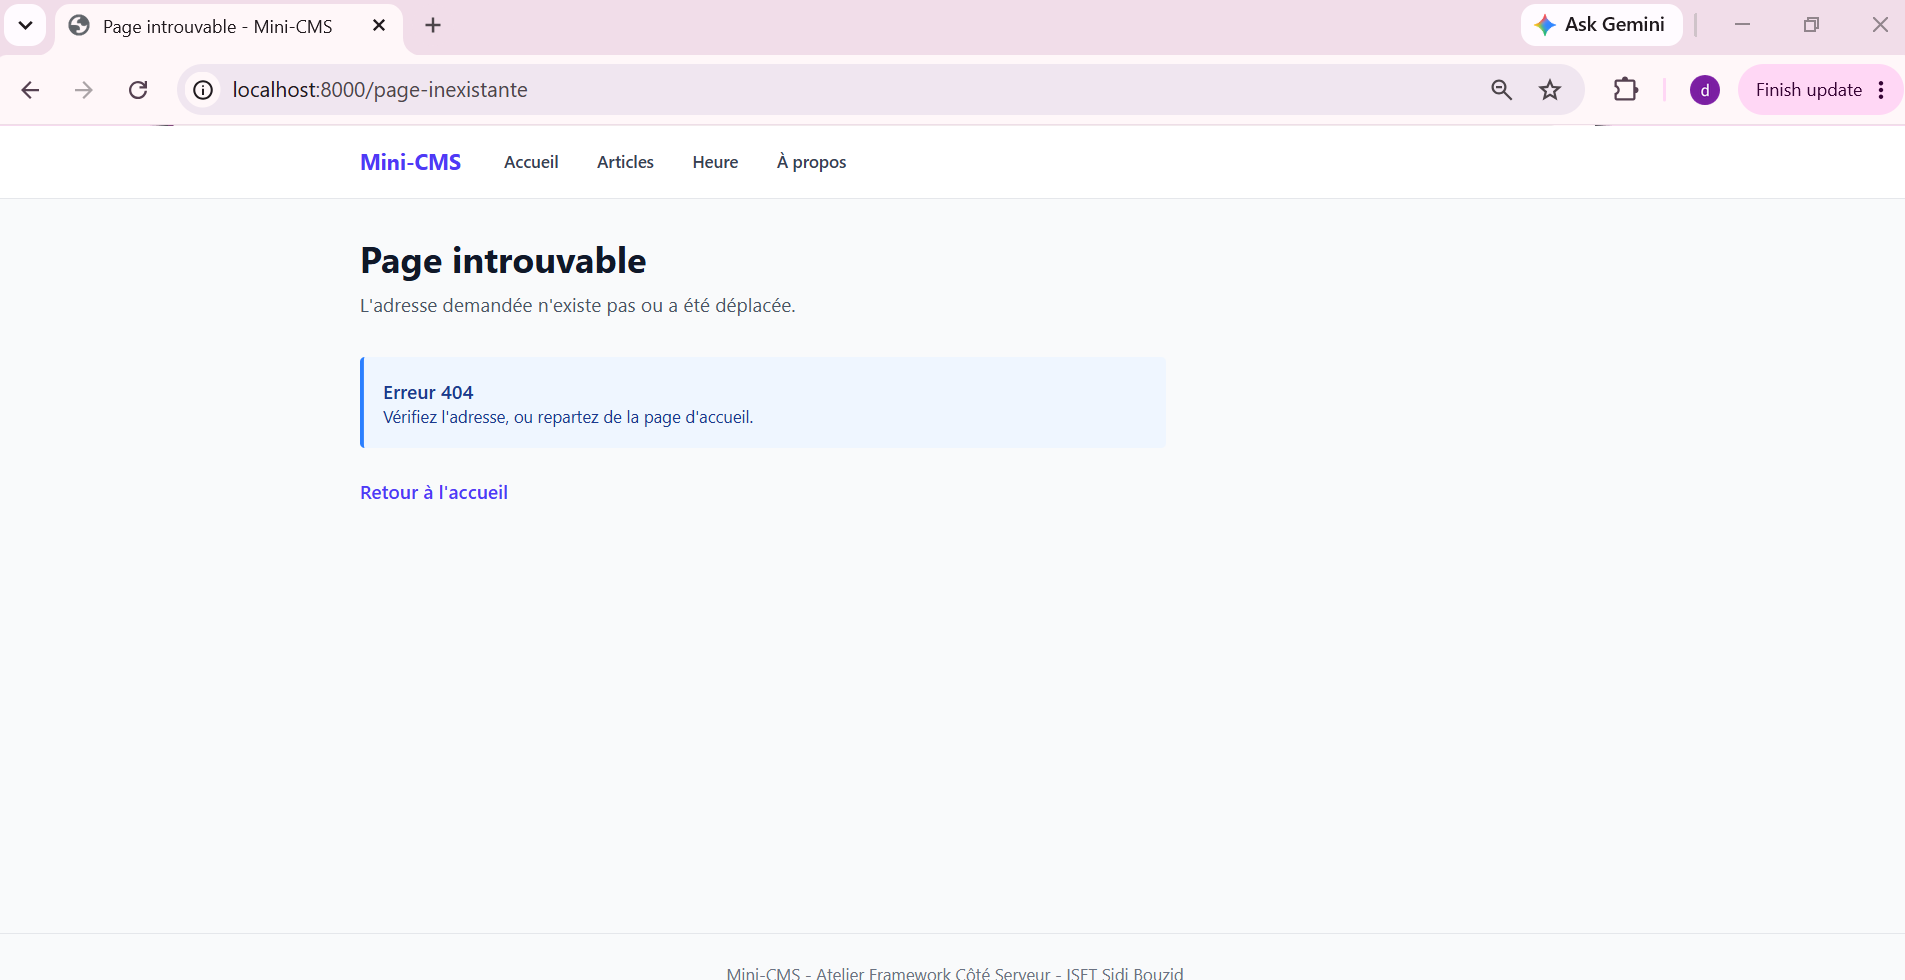 Page introuvable - Mini-CMS
Ask Gemini
localhost:8000/page-inexistante
d
Finish update
Mini-CMS Accueil Articles Heure À propos
Page introuvable
L'adresse demandée n'existe pas ou a été déplacée.
Erreur 404
Vérifiez l'adresse, ou repartez de la page d'accueil.
Retour à l'accueil
Mini-CMS - Atelier Framework Côté Serveur - ISET Sidi Bouzid